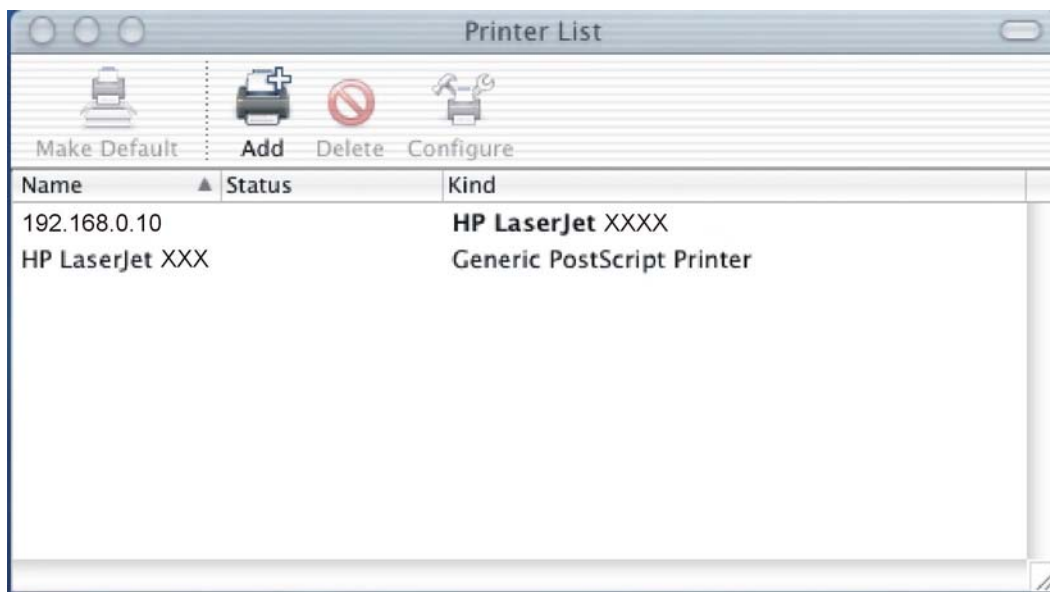 Printer List
Make Default Add Delete Configure
Name Status Kind
192.168.0.10 HP LaserJet XXXX
HP LaserJet XXX Generic PostScript Printer